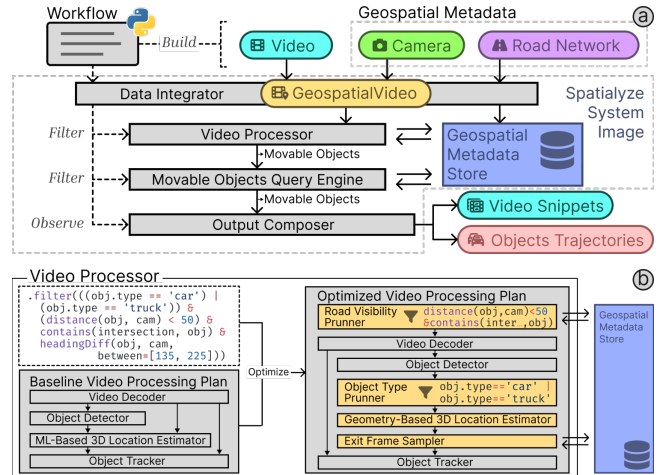 Workflow
Geospatial Metadata
a
Build
Video
Camera
Road Network
Data Integrator
GeospatialVideo
Spatialyze
System
Image
Filter
Video Processor
Geospatial
Metadata
Store
Movable Objects
Filter
Movable Objects Query Engine
Movable Objects
Observe
Output Composer
Video Snippets
Objects Trajectories
Video Processor
b
.filter(((obj.type == 'car') |
(obj.type == 'truck')) &
(distance(obj, cam) < 50) &
contains(intersection, obj) &
headingDiff(obj, cam,
between=[135, 225]))
Baseline Video Processing Plan
Video Decoder
Object Detector
ML-Based 3D Location Estimator
Object Tracker
Optimize
Optimized Video Processing Plan
Road Visibility
Prunner
distance(obj,cam)<50
&contains(inter…,obj)
Video Decoder
Object Detector
Object Type
Prunner
obj.type=='car' |
obj.type=='truck'
Geometry-Based 3D Location Estimator
Exit Frame Sampler
Object Tracker
Geospatial
Metadata
Store